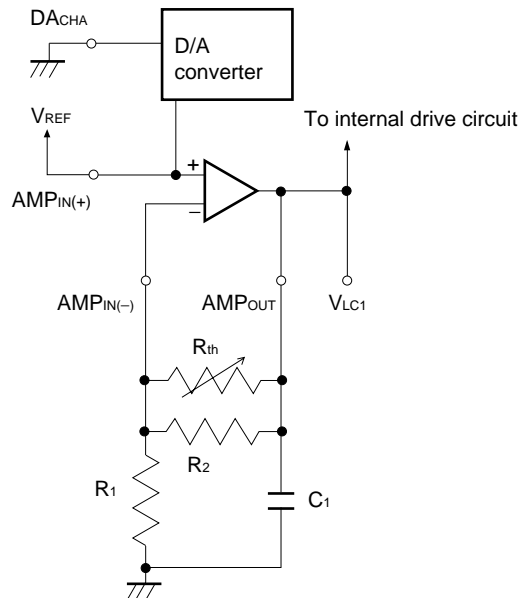 DACHA
D/A
converter
VREF
To internal drive circuit
+
AMPIN(+)
−
AMPIN(−)
AMPOUT
VLC1
Rth
R2
R1
C1